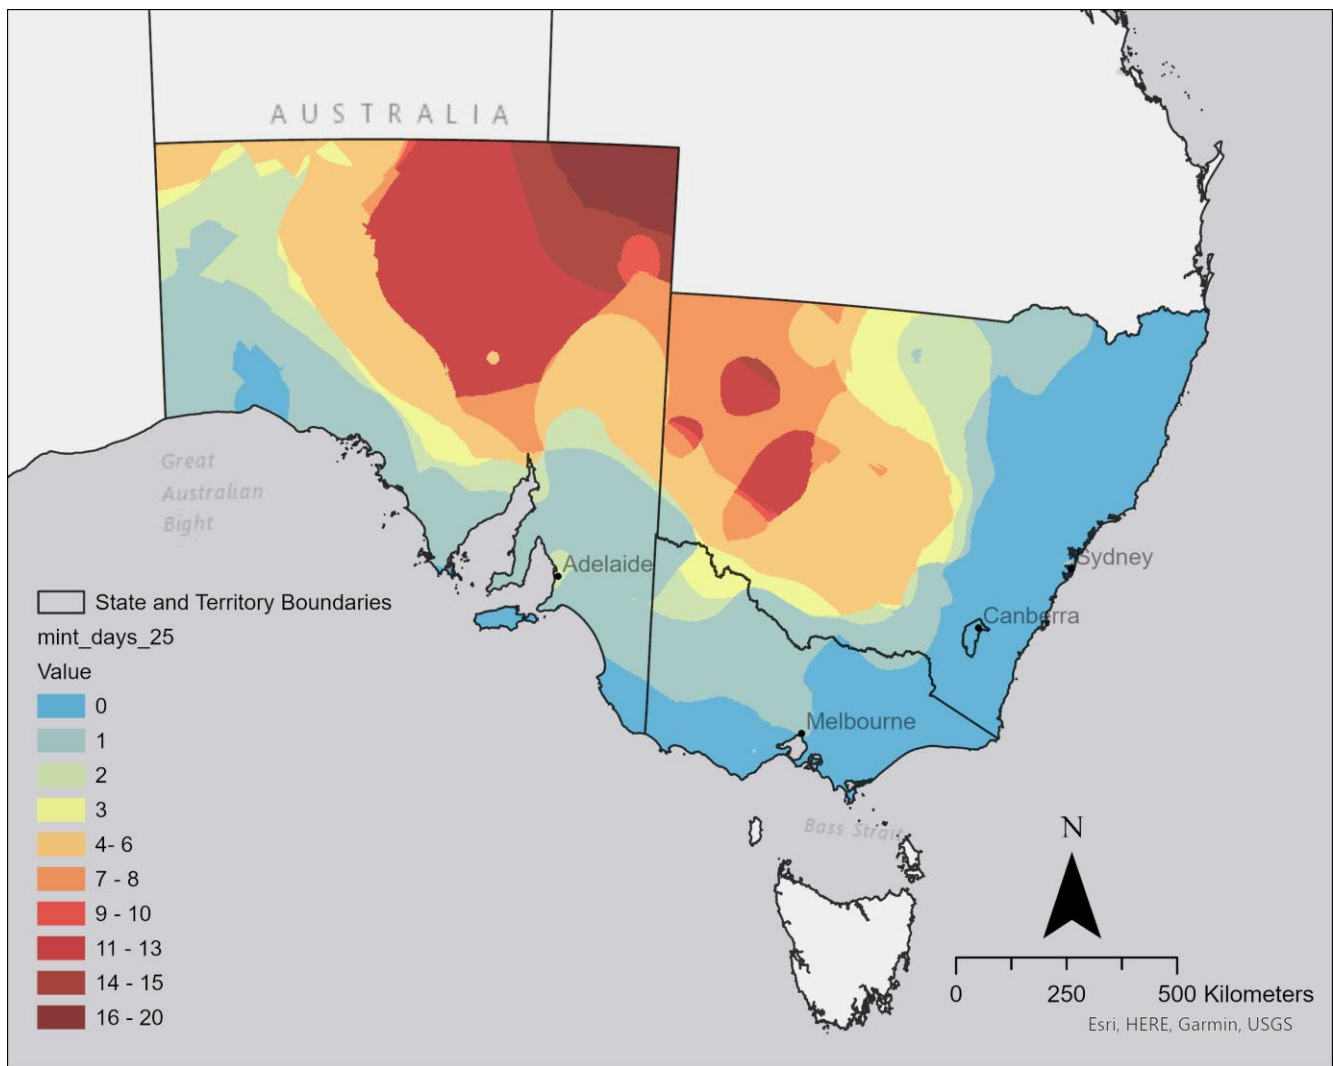 AUSTRALIA
Great
Australian
Bight
Adelaide
Sydney
Canberra
Melbourne
Bass Strait
State and Territory Boundaries
mint_days_25
Value
0
1
2
3
4- 6
7 - 8
9 - 10
11 - 13
14 - 15
16 - 20
N
0 250 500 Kilometers
Esri, HERE, Garmin, USGS